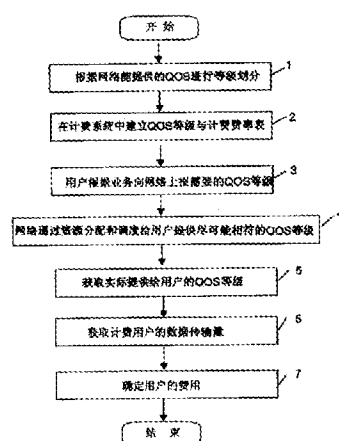 开 始
1
根据网络能提供的QOS进行等级划分
2
在计费系统中建立QOS等级与计费费率表
3
用户根据业务向网络上报需要的QOS等级
网络通过资源分配和调度给用户提供尽可能相符的QOS等级
5
获取实际提供给用户的QOS等级
6
获取计费用户的数据传输量
7
确定用户的费用
结 束